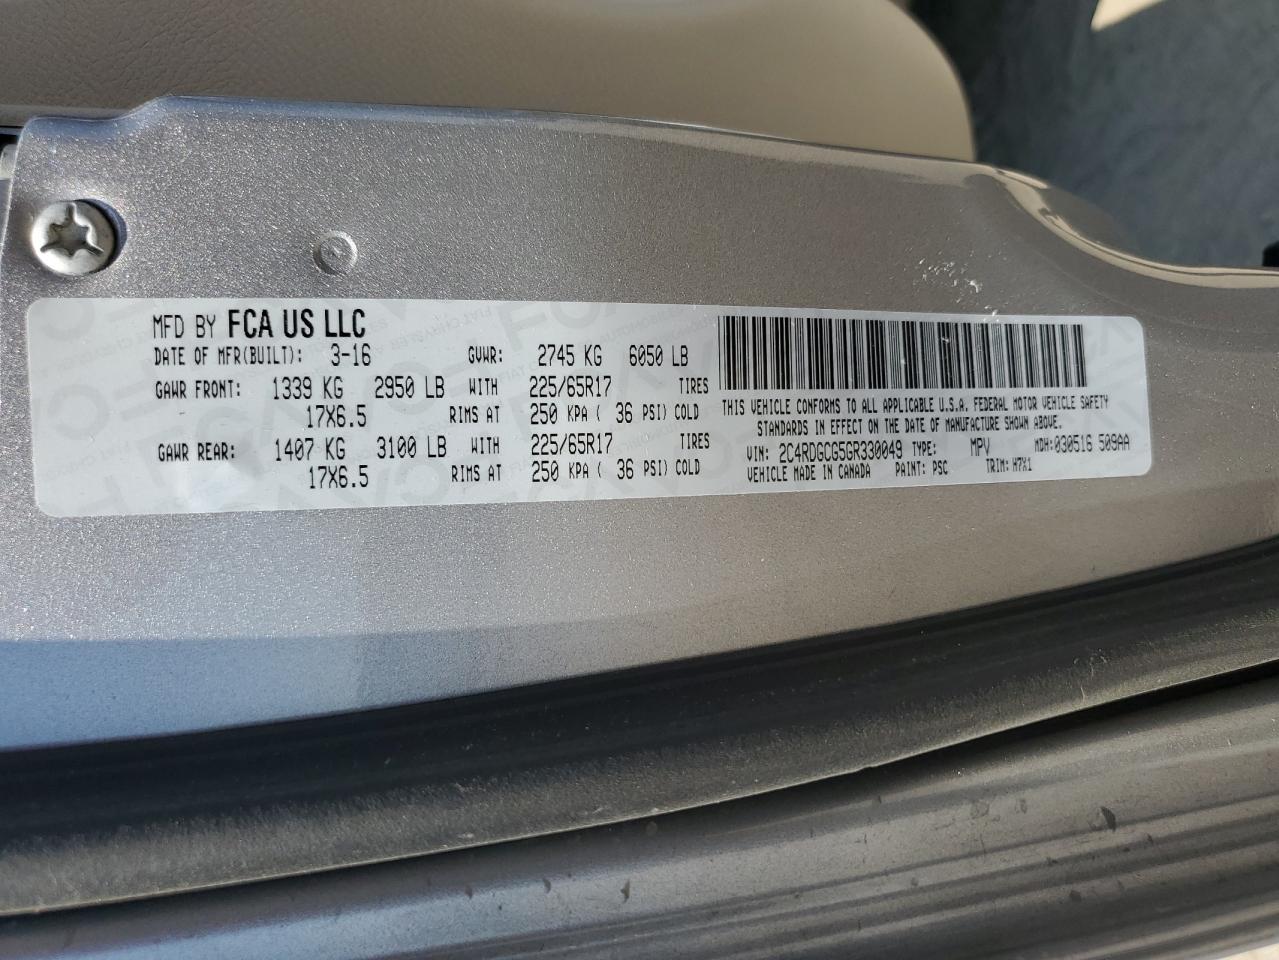 MFD BY FCA US LLC
DATE OF MFR(BUILT): 3-16 GVWR: 2745 KG 6050 LB
GAWR FRONT: 1339 KG 2950 LB WITH 225/65R17 TIRES
17X6.5 RIMS AT 250 KPA ( 36 PSI) COLD
GAWR REAR: 1407 KG 3100 LB WITH 225/65R17 TIRES
17X6.5 RIMS AT 250 KPA ( 36 PSI) COLD
THIS VEHICLE CONFORMS TO ALL APPLICABLE U.S.A. FEDERAL MOTOR VEHICLE SAFETY
STANDARDS IN EFFECT ON THE DATE OF MANUFACTURE SHOWN ABOVE.
VIN: 2C4RDGCG5GR330049 TYPE: MPV MDH:030516 509AA
VEHICLE MADE IN CANADA PAINT: PSC TRIM: H7X1